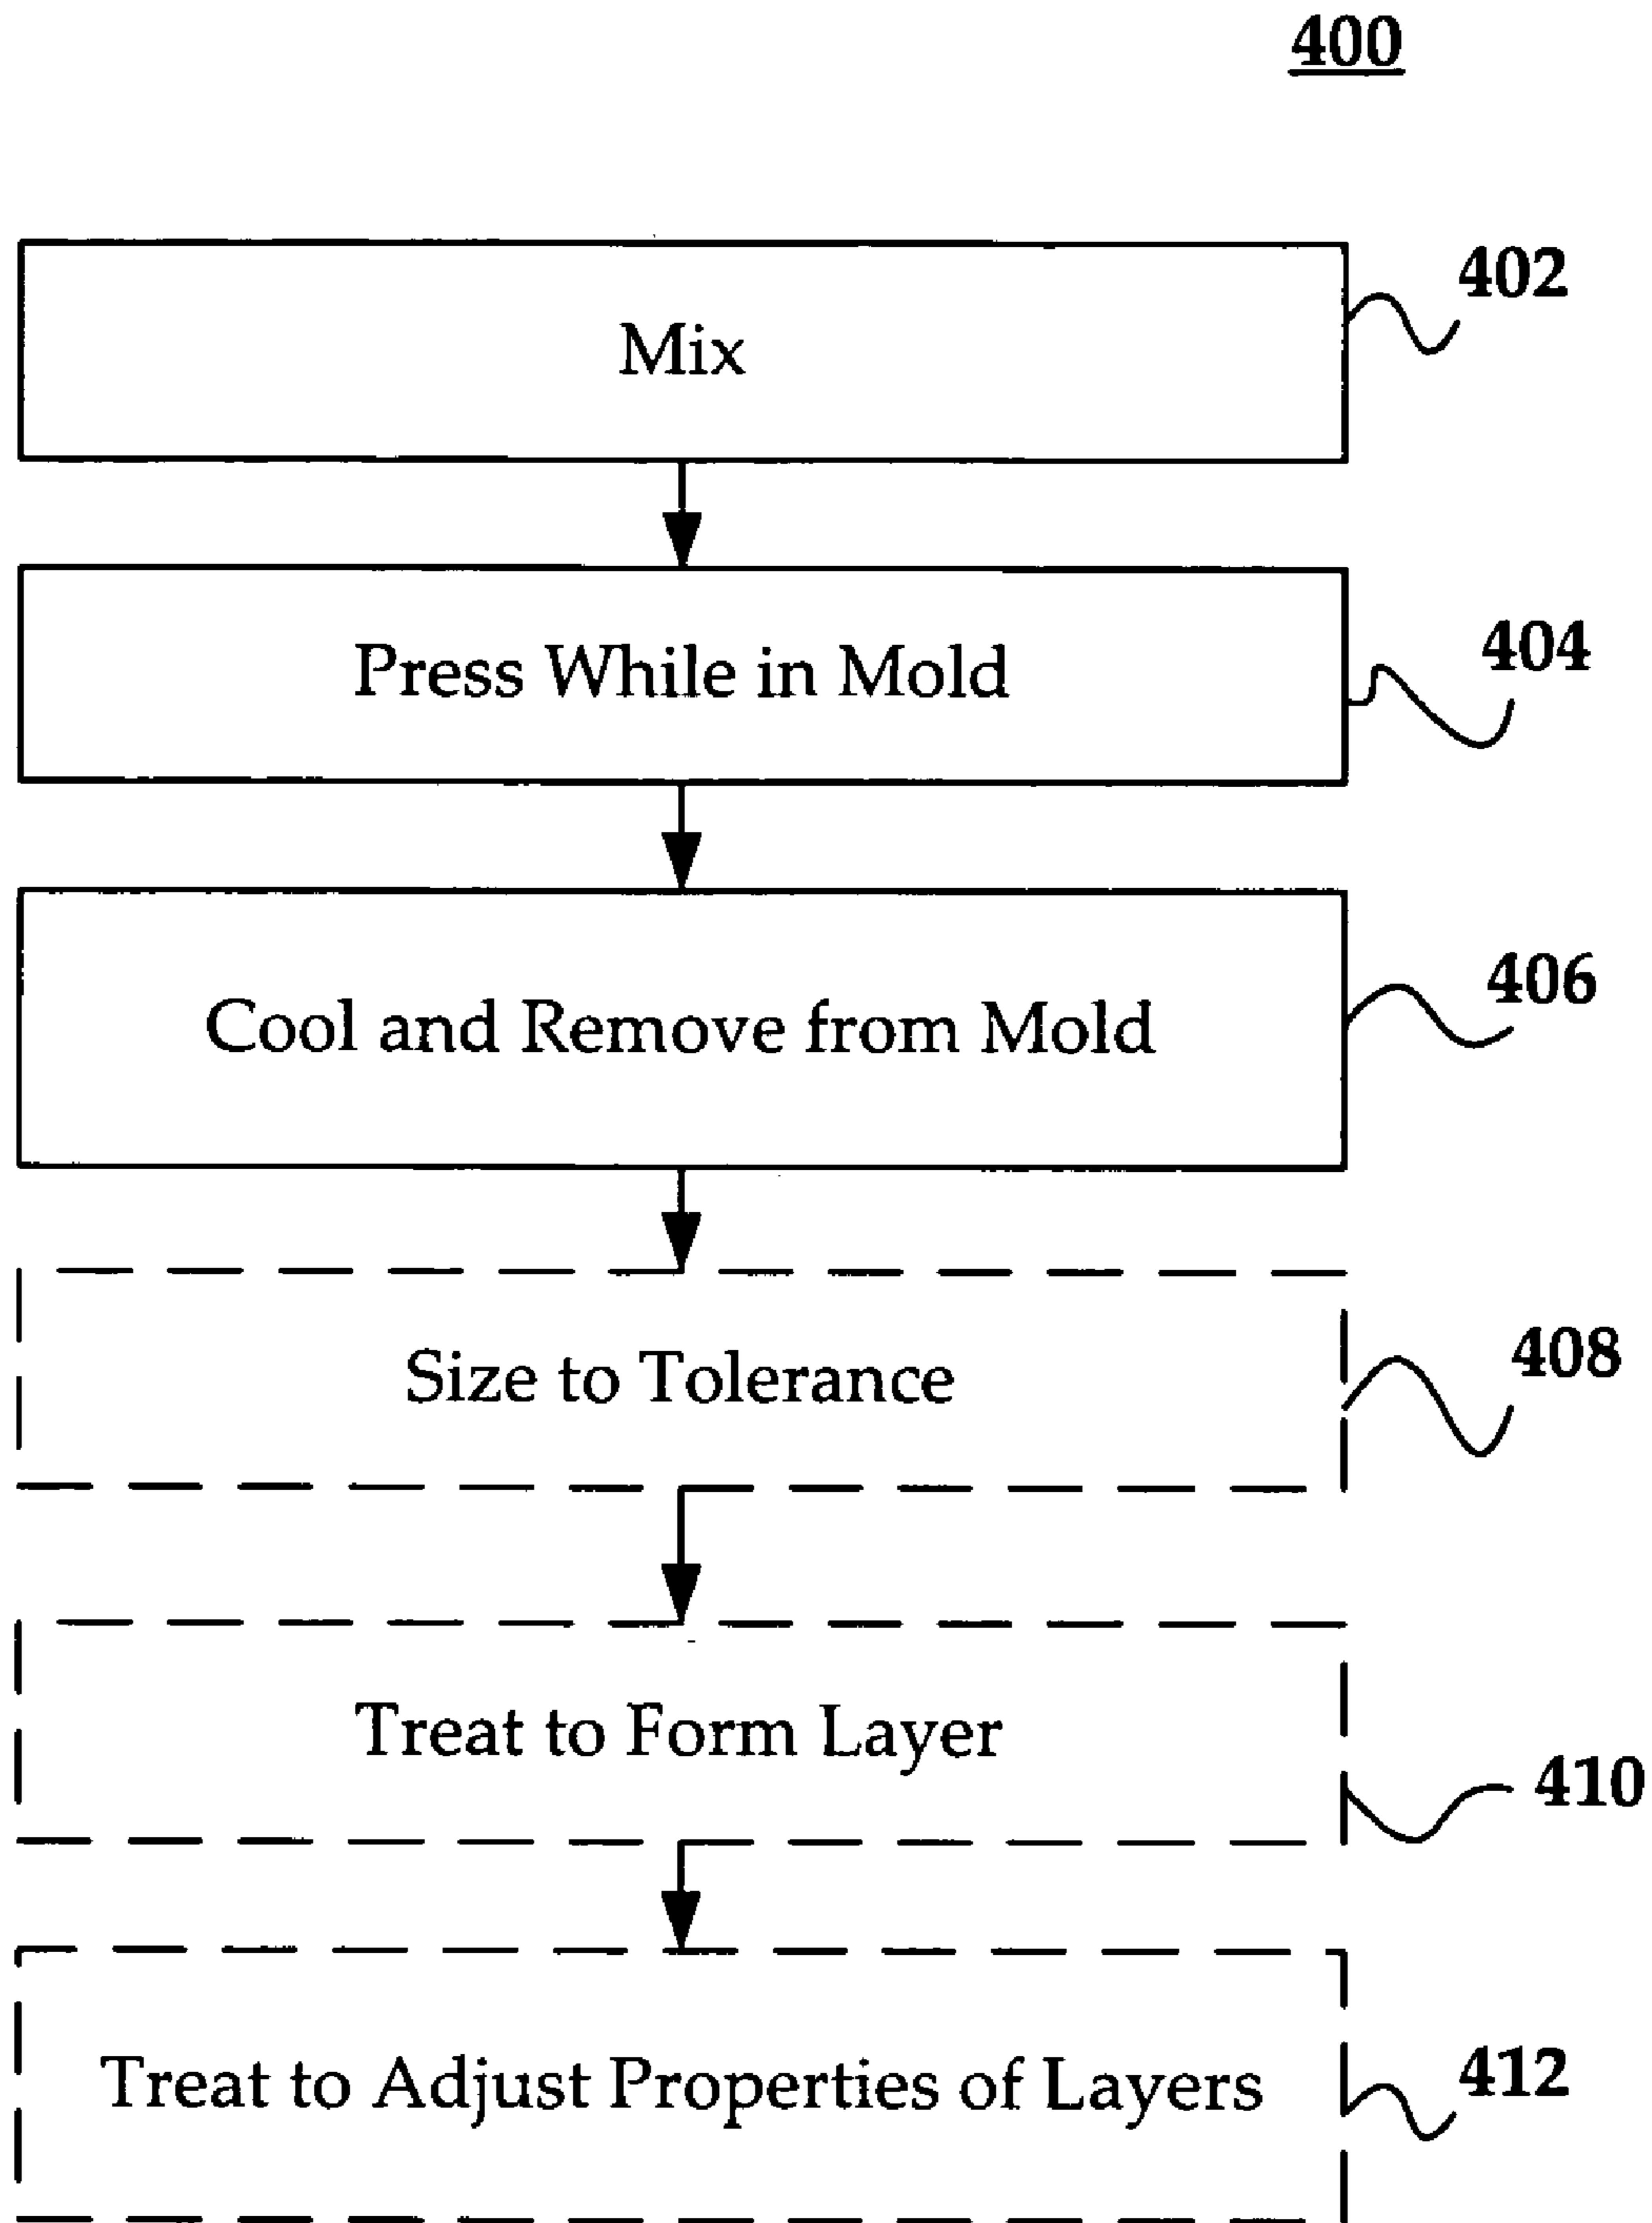 400
Mix
402
Press While in Mold
404
Cool and Remove from Mold
406
Size to Tolerance
408
Treat to Form Layer
410
Treat to Adjust Properties of Layers
412